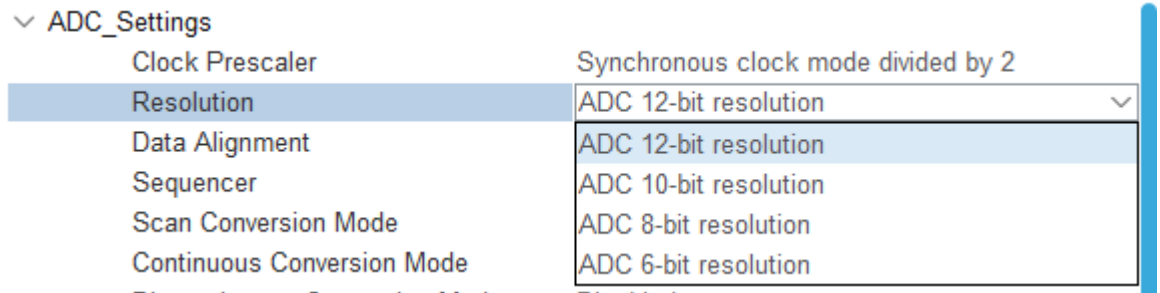 ADC_Settings
Clock Prescaler Synchronous clock mode divided by 2
Resolution ADC 12-bit resolution
Data Alignment ADC 12-bit resolution
Sequencer ADC 10-bit resolution
Scan Conversion Mode ADC 8-bit resolution
Continuous Conversion Mode ADC 6-bit resolution